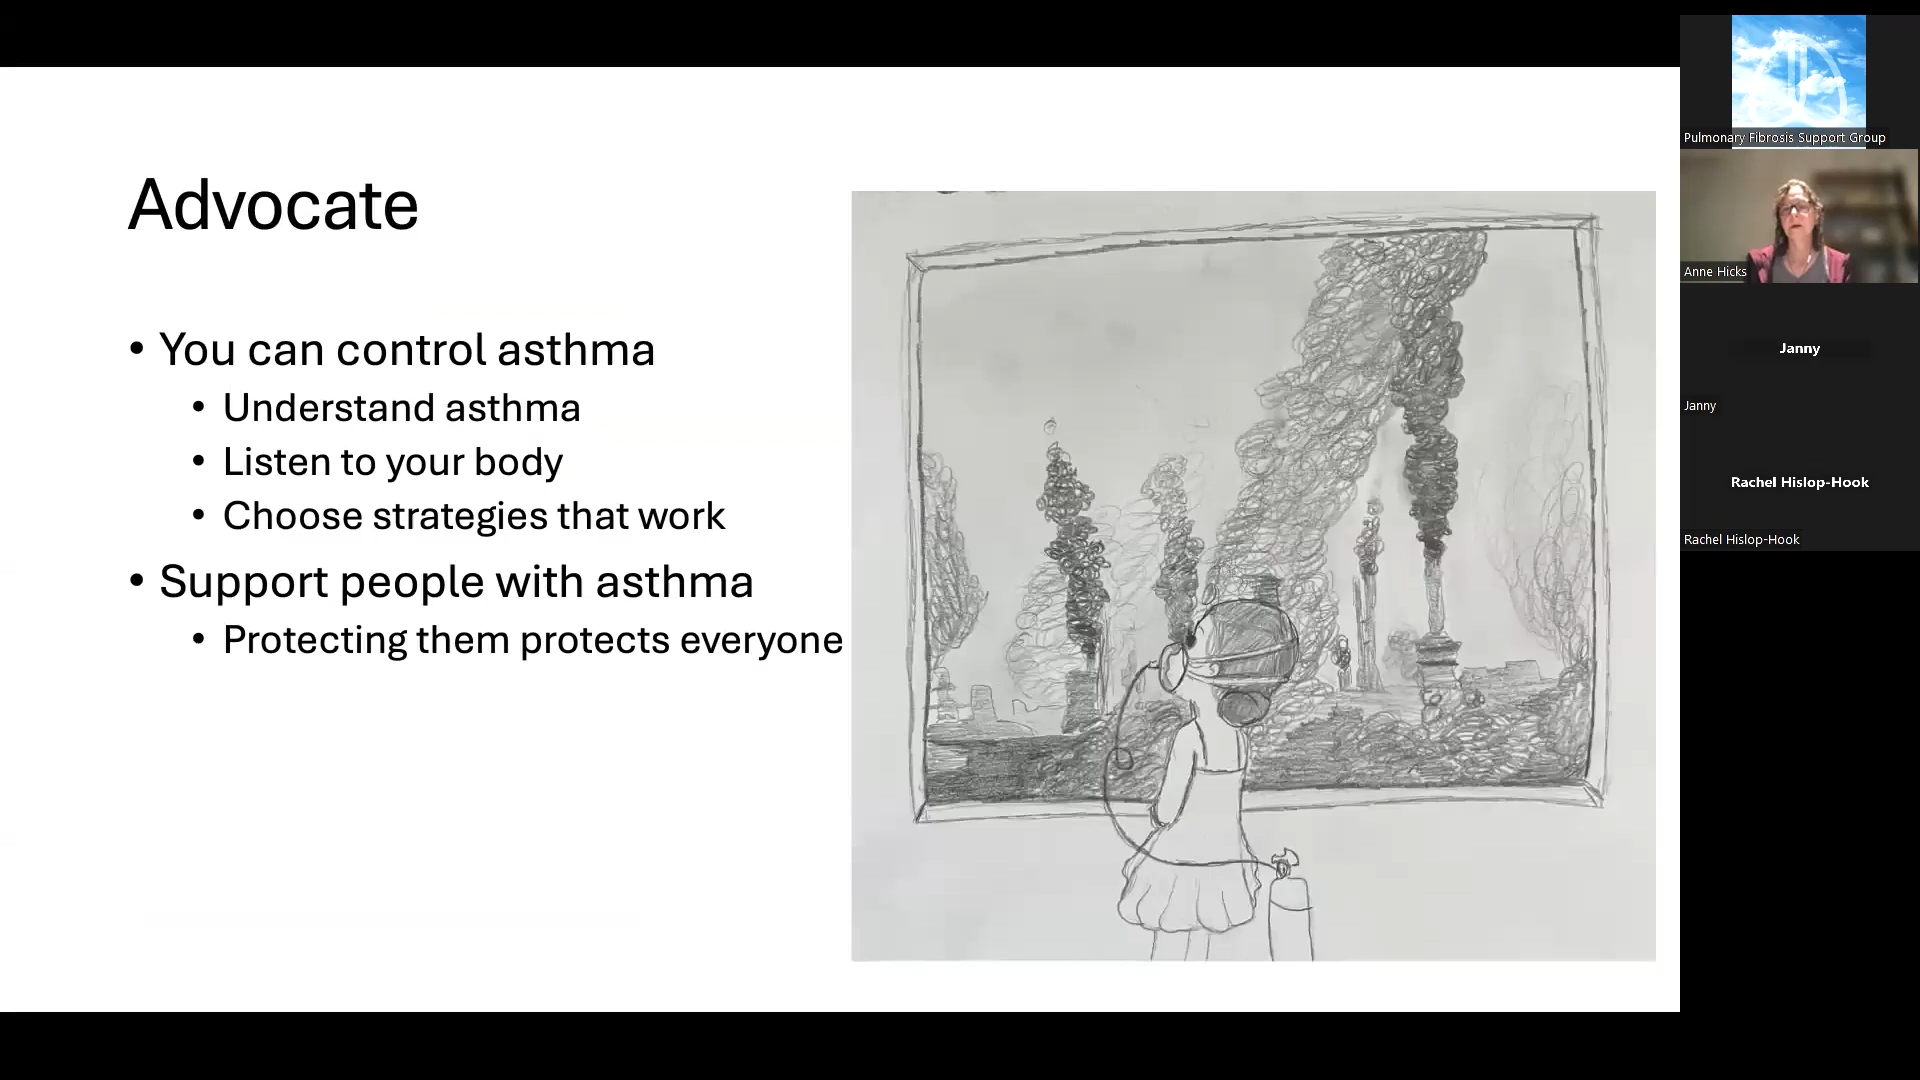 Advocate
• You can control asthma
• Understand asthma
• Listen to your body
• Choose strategies that work
• Support people with asthma
• Protecting them protects everyone
Pulmonary Fibrosis Support Group
Anne Hicks
Janny
Janny
Rachel Hislop-Hook
Rachel Hislop-Hook